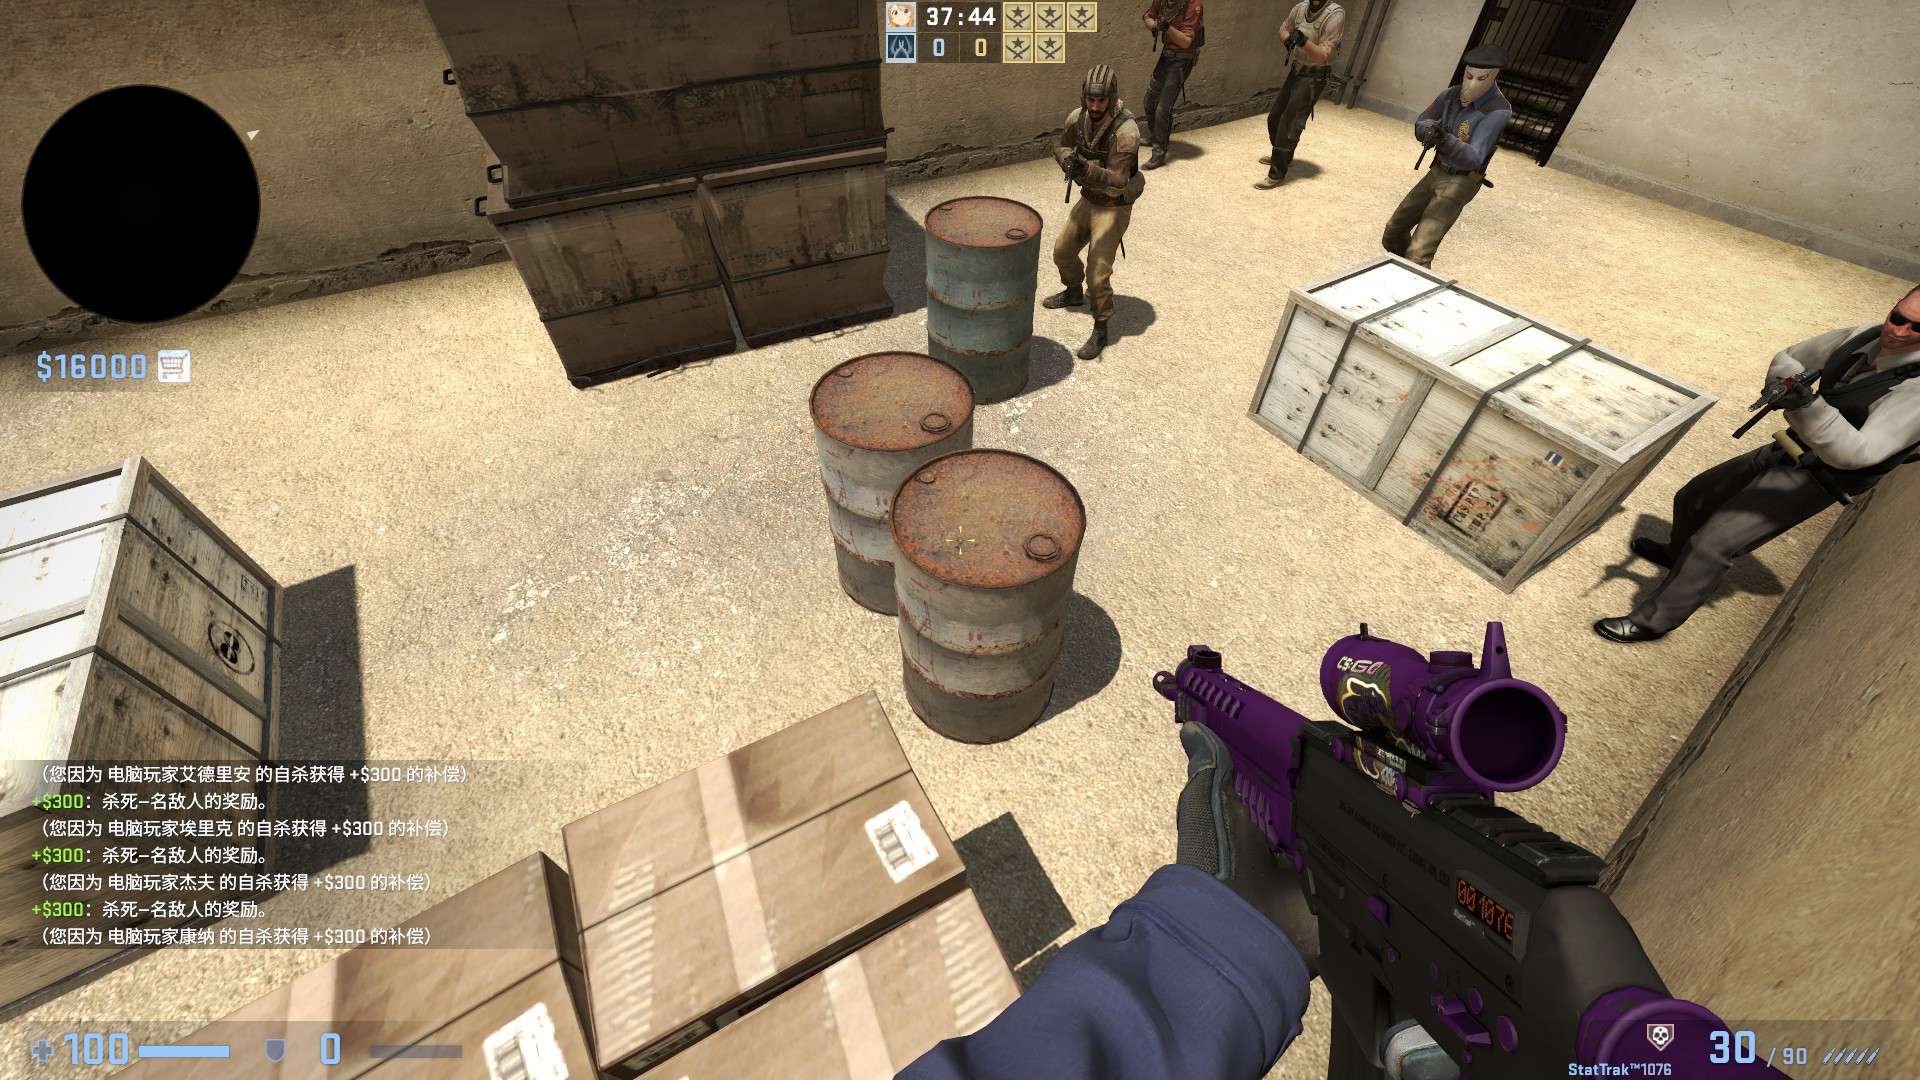 37:44
0 0
$16000
CS:GO
3
（您因为 电脑玩家艾德里安 的自杀获得 +$300 的补偿）
+$300：杀死一名敌人的奖励。
（您因为 电脑玩家埃里克 的自杀获得 +$300 的补偿）
+$300：杀死一名敌人的奖励。
（您因为 电脑玩家杰夫 的自杀获得 +$300 的补偿）
+$300：杀死一名敌人的奖励。
（您因为 电脑玩家康纳 的自杀获得 +$300 的补偿）
001076
StatTrak™
100 0
30 / 90
StatTrak™1076